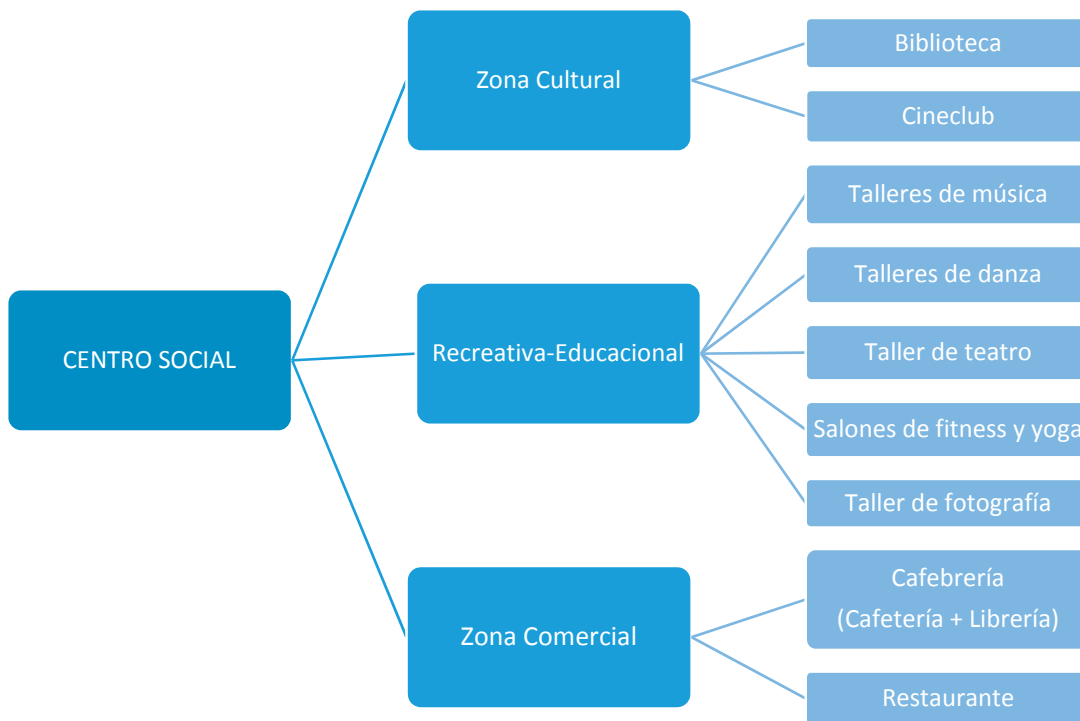 CENTRO SOCIAL
Zona Cultural
Biblioteca
Cineclub
Recreativa-Educacional
Talleres de música
Talleres de danza
Taller de teatro
Salones de fitness y yoga
Taller de fotografía
Zona Comercial
Cafebrería
(Cafetería + Librería)
Restaurante